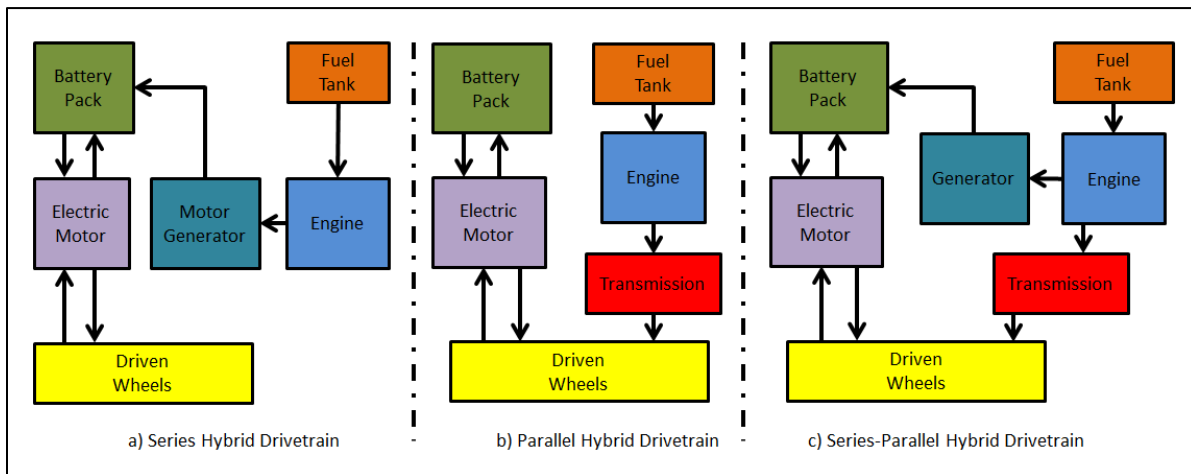 Battery
Pack
Fuel
Tank
Electric
Motor
Motor
Generator
Engine
Driven
Wheels
a) Series Hybrid Drivetrain
Battery
Pack
Fuel
Tank
Engine
Electric
Motor
Transmission
Driven
Wheels
b) Parallel Hybrid Drivetrain
Battery
Pack
Fuel
Tank
Electric
Motor
Generator
Engine
Transmission
Driven
Wheels
c) Series-Parallel Hybrid Drivetrain